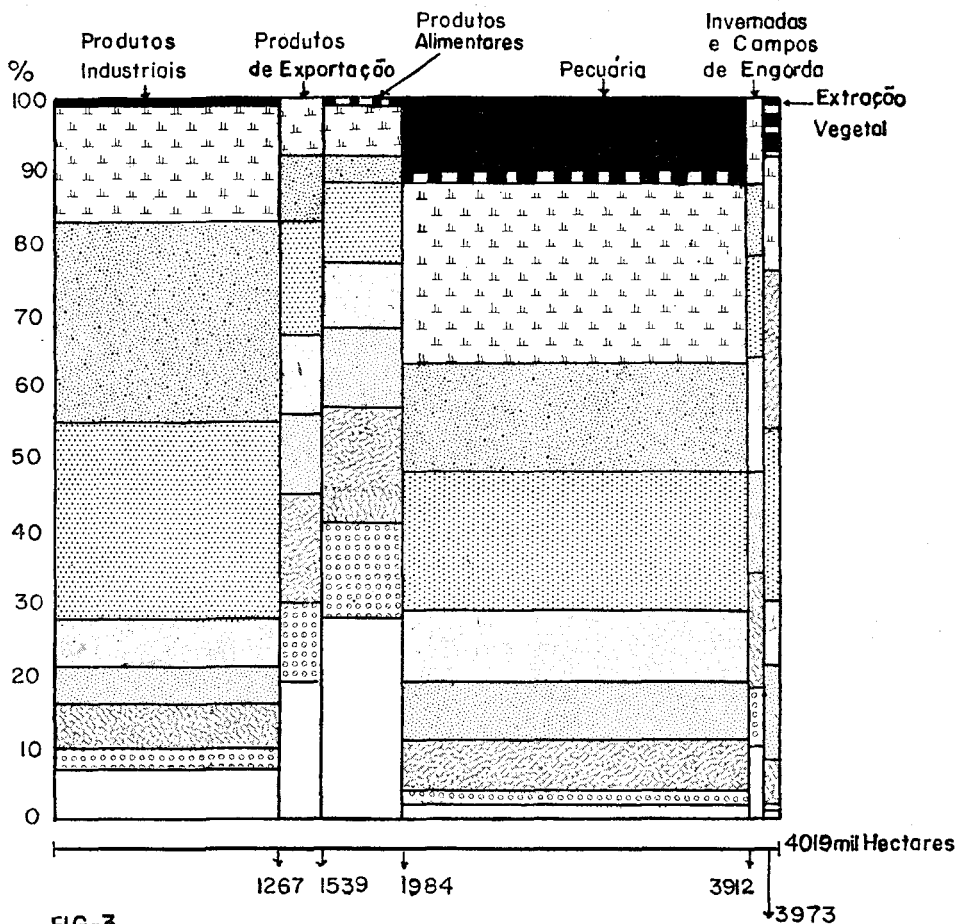 Produtos
Industriais
Produtos
de Exportação
Produtos
Alimentares
Pecuária
Invernadas
e Campos
de Engorda
Extração
Vegetal
%
100
90
80
70
60
50
40
30
20
10
0
4019 mil Hectares
1267
1539
1984
3912
3973
FIG-3